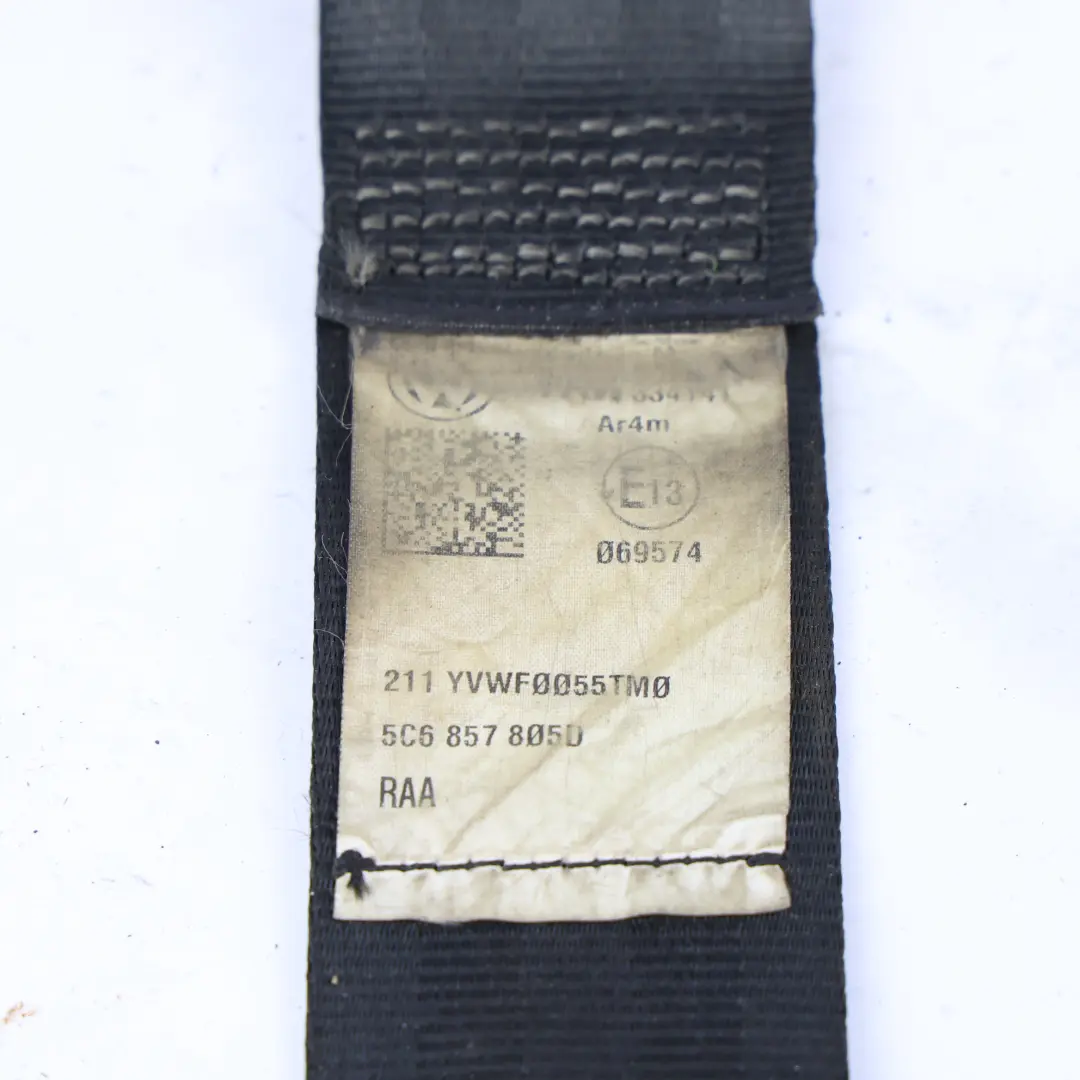 Ar4m
E13
069574
211 YVWF0055TM0
5C6 857 805D
RAA